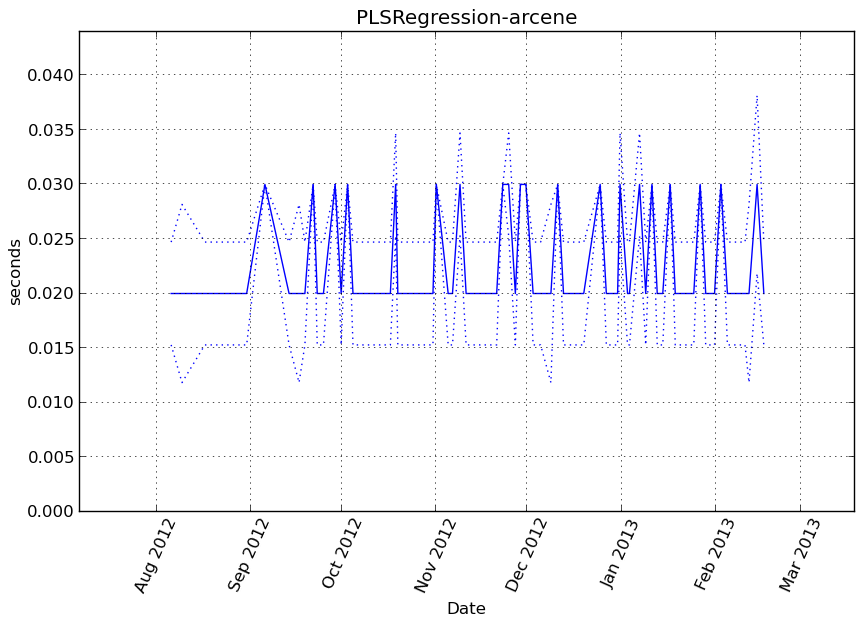 PLSRegression-arcene
0.040
0.035
0.030
0.025
0.020
0.015
0.010
0.005
0.000
seconds
Aug 2012
Sep 2012
Oct 2012
Nov 2012
Dec 2012
Jan 2013
Feb 2013
Mar 2013
Date